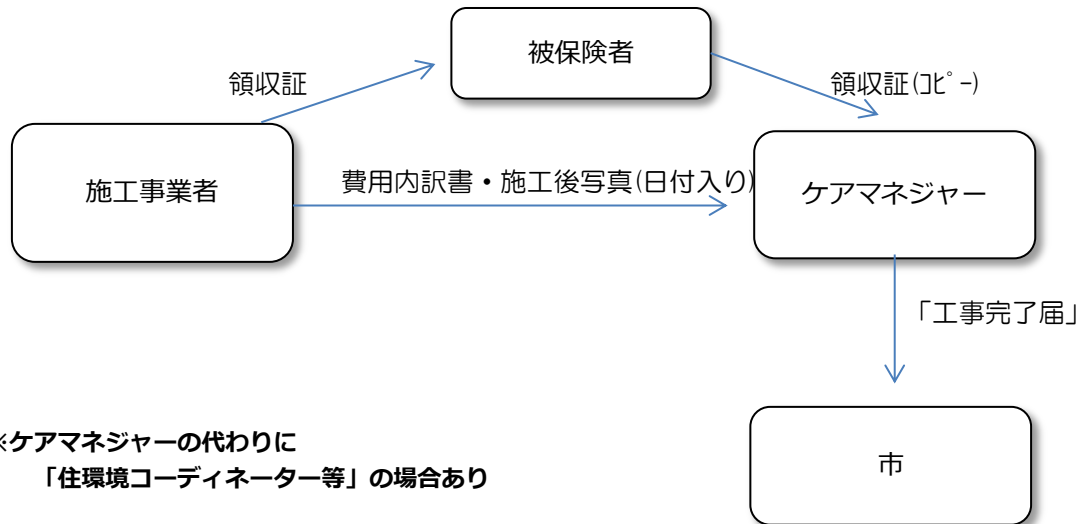 被保険者
領収証
領収証(ｺﾋﾟｰ)
施工事業者
費用内訳書・施工後写真(日付入り)
ケアマネジャー
「工事完了届」
※ケアマネジャーの代わりに
「住環境コーディネーター等」の場合あり
市